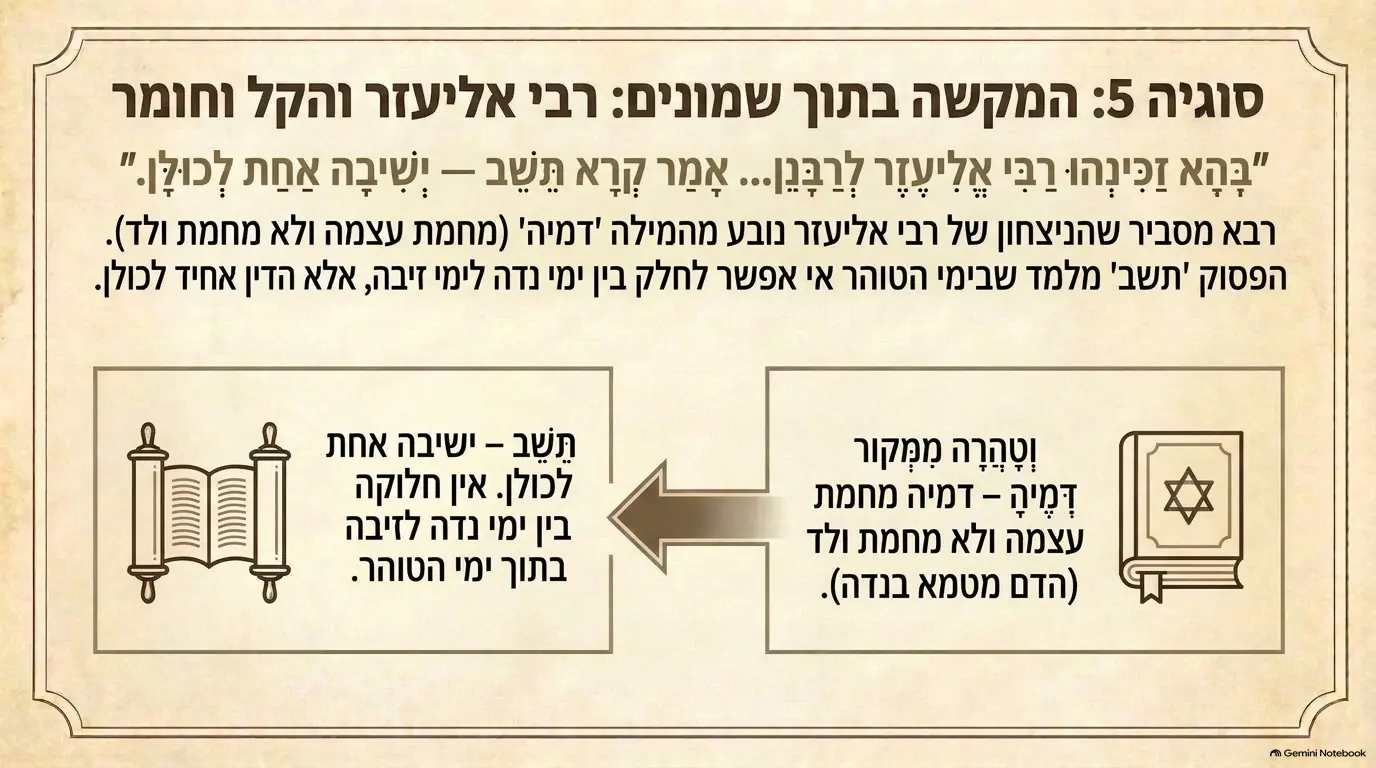 סוגיה 5: המקשה בתוך שמונים: רבי אליעזר והקל וחומר
"בָּהָא זַכִּינְהוּ רַבִּי אֱלִיעֶזֶר לְרַבָּנֵן... אָמַר קְרָא תֵּשֵׁב — יְשִׁיבָה אַחַת לְכוּלָּן."
רבא מסביר שהניצחון של רבי אליעזר נובע מהמילה 'דמיה' (מחמת עצמה ולא מחמת ולד).
הפסוק 'תשב' מלמד שבימי הטוהר אי אפשר לחלק בין ימי נדה לימי זיבה, אלא הדין אחיד לכולן.
וְטָהֲרָה מִמְּקוֹר
דְּמֶיהָ – דמיה מחמת
עצמה ולא מחמת ולד
(הדם מטמא בנדה).
תֵּשֵׁב – ישיבה אחת
לכולן. אין חלוקה
בין ימי נדה לזיבה
בתוך ימי הטוהר.
Gemini Notebook